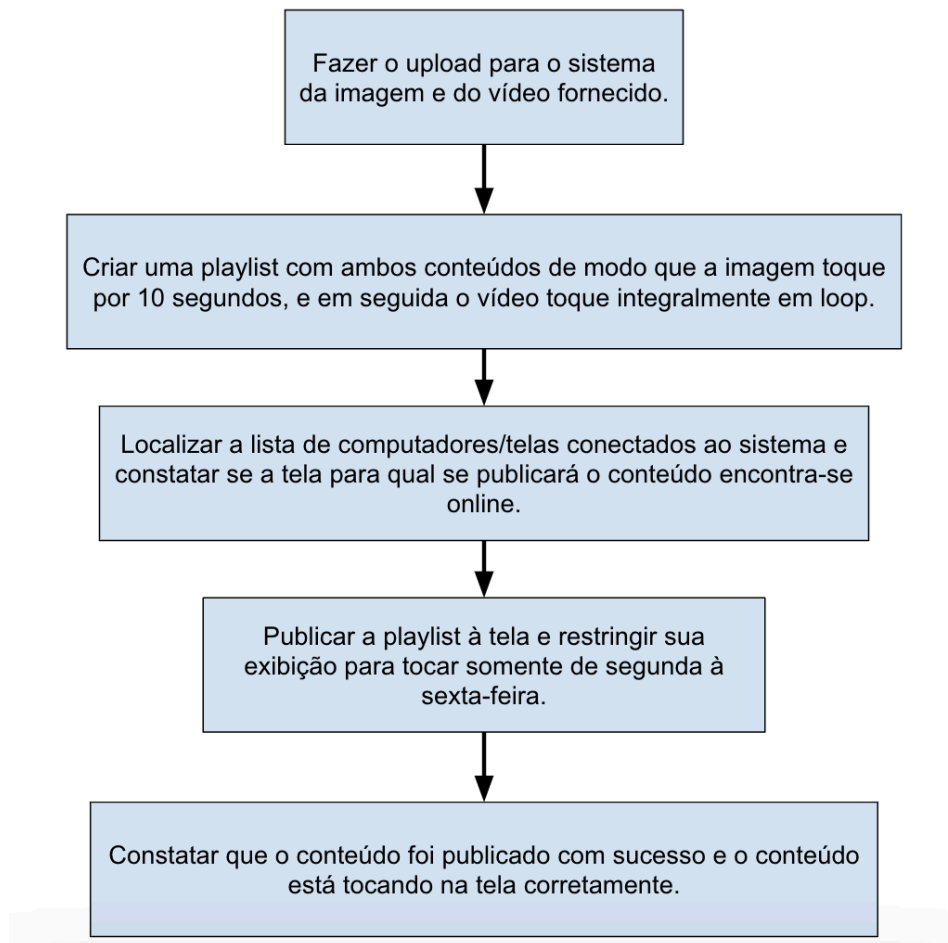 Fazer o upload para o sistema
da imagem e do vídeo fornecido.
Criar uma playlist com ambos conteúdos de modo que a imagem toque
por 10 segundos, e em seguida o vídeo toque integralmente em loop.
Localizar a lista de computadores/telas conectados ao sistema e
constatar se a tela para qual se publicará o conteúdo encontra-se
online.
Publicar a playlist à tela e restringir sua
exibição para tocar somente de segunda à
sexta-feira.
Constatar que o conteúdo foi publicado com sucesso e o conteúdo
está tocando na tela corretamente.